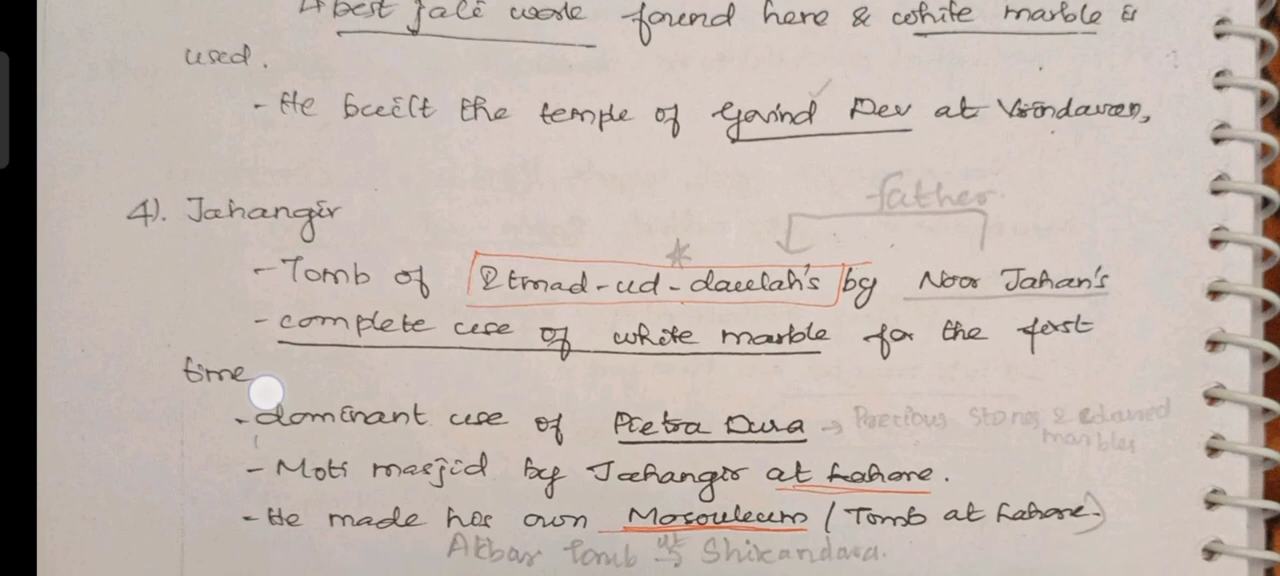 best jali work found here & white marble is
used.
- He built the temple of Govind Dev at Vrindavan,
father
4). Jahangir
- Tomb of Etmad-ud-daulah's by Noor Jahan's
- complete use of white marble for the first
time
- dominant use of Pietra Dura → Precious Stones & coloured
marbles
- Moti masjid by Jahangir at Lahore.
- He made his own Mosouleum / Tomb at Lahore.
Akbar tomb at Shikandara.